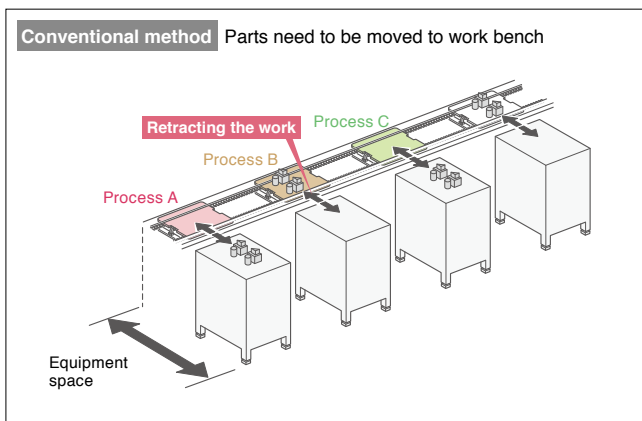 Conventional method Parts need to be moved to work bench
Process C
Retracting the work
Process B
Process A
Equipment
space